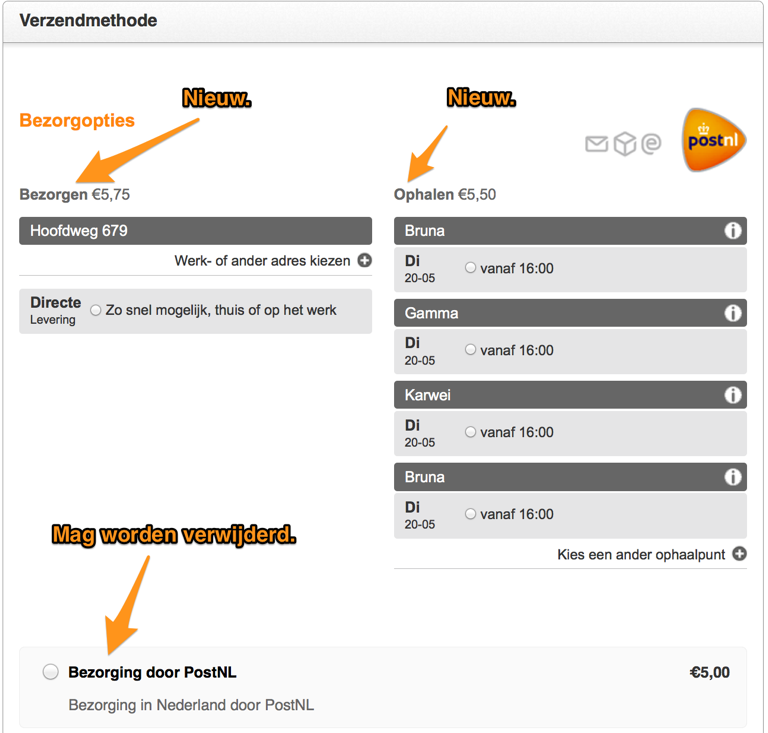 Verzendmethode
Nieuw.
Nieuw.
Bezorgopties
postnl
Bezorgen €5,75
Hoofdweg 679
Werk- of ander adres kiezen
Directe
Levering
Zo snel mogelijk, thuis of op het werk
Ophalen €5,50
Bruna
Di
20-05
vanaf 16:00
Gamma
Di
20-05
vanaf 16:00
Karwei
Di
20-05
vanaf 16:00
Bruna
Di
20-05
vanaf 16:00
Kies een ander ophaalpunt
Mag worden verwijderd.
Bezorging door PostNL €5,00
Bezorging in Nederland door PostNL